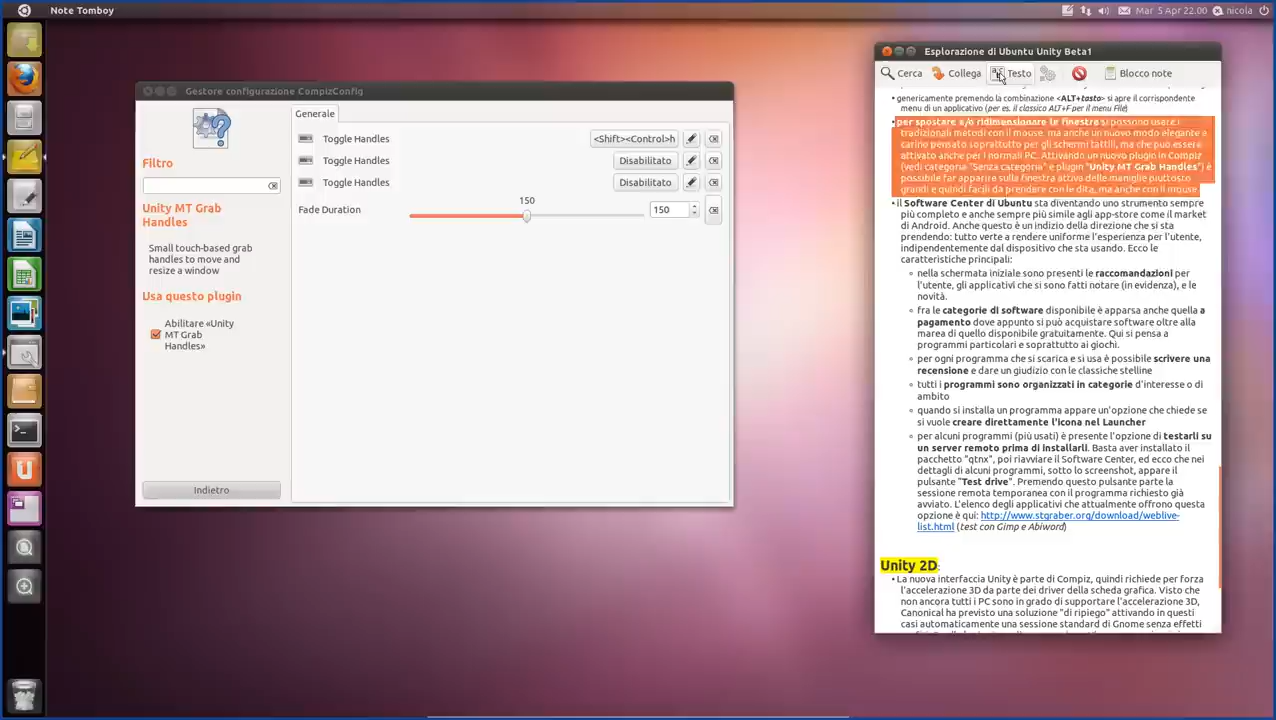 Note Tomboy
Mar 5 Apr 22.00
nicola
Gestore configurazione CompizConfig
Filtro
Unity MT Grab
Handles
Small touch-based grab
handles to move and
resize a window
Usa questo plugin
Abilitare «Unity
MT Grab
Handles»
Indietro
Generale
Toggle Handles
<Shift><Control>h
Toggle Handles
Disabilitato
Toggle Handles
Disabilitato
Fade Duration
150
150
Esplorazione di Ubuntu Unity Beta1
Cerca
Collega
Testo
Blocco note
• genericamente premendo la combinazione <ALT+tasto> si apre il corrispondente
menu di un applicativo (per es. il classico ALT+F per il menu File)
• per spostare e/o ridimensionare le finestre si possono usare i
tradizionali metodi con il mouse, ma anche un nuovo modo elegante e
carino pensato soprattutto per gli schermi tattili, ma che può essere
attivato anche per i normali PC. Attivando un nuovo plugin in Compiz
(vedi categoria "Senza categoria" e plugin "Unity MT Grab Handles") è
possibile far apparire sulla finestra attiva delle maniglie piuttosto
grandi e quindi facili da prendere con le dita, ma anche con il mouse.
• il Software Center di Ubuntu sta diventando uno strumento sempre
più completo e anche sempre più simile agli app-store come il market
di Android. Anche questo è un indizio della direzione che si sta
prendendo: tutto verte a rendere uniforme l'esperienza per l'utente,
indipendentemente dal dispositivo che sta usando. Ecco le
caratteristiche principali:
◦ nella schermata iniziale sono presenti le raccomandazioni per
l'utente, gli applicativi che si sono fatti notare (in evidenza), e le
novità.
◦ fra le categorie di software disponibile è apparsa anche quella a
pagamento dove appunto si può acquistare software oltre alla
marea di quello disponibile gratuitamente. Qui si pensa a
programmi particolari e soprattutto ai giochi.
◦ per ogni programma che si scarica e si usa è possibile scrivere una
recensione e dare un giudizio con le classiche stelline
◦ tutti i programmi sono organizzati in categorie d'interesse o di
ambito
◦ quando si installa un programma appare un'opzione che chiede se
si vuole creare direttamente l'icona nel Launcher
◦ per alcuni programmi (più usati) è presente l'opzione di testarli su
un server remoto prima di installarli. Basta aver installato il
pacchetto "qtnx", poi riavviare il Software Center, ed ecco che nei
dettagli di alcuni programmi, sotto lo screenshot, appare il
pulsante "Test drive". Premendo questo pulsante parte la
sessione remota temporanea con il programma richiesto già
avviato. L'elenco degli applicativi che attualmente offrono questa
opzione è qui: http://www.stgraber.org/download/weblive-
list.html (test con Gimp e Abiword)
Unity 2D:
• La nuova interfaccia Unity è parte di Compiz, quindi richiede per forza
l'accelerazione 3D da parte dei driver della scheda grafica. Visto che
non ancora tutti i PC sono in grado di supportare l'accelerazione 3D,
Canonical ha previsto una soluzione "di ripiego" attivando in questi
casi automaticamente una sessione standard di Gnome senza effetti